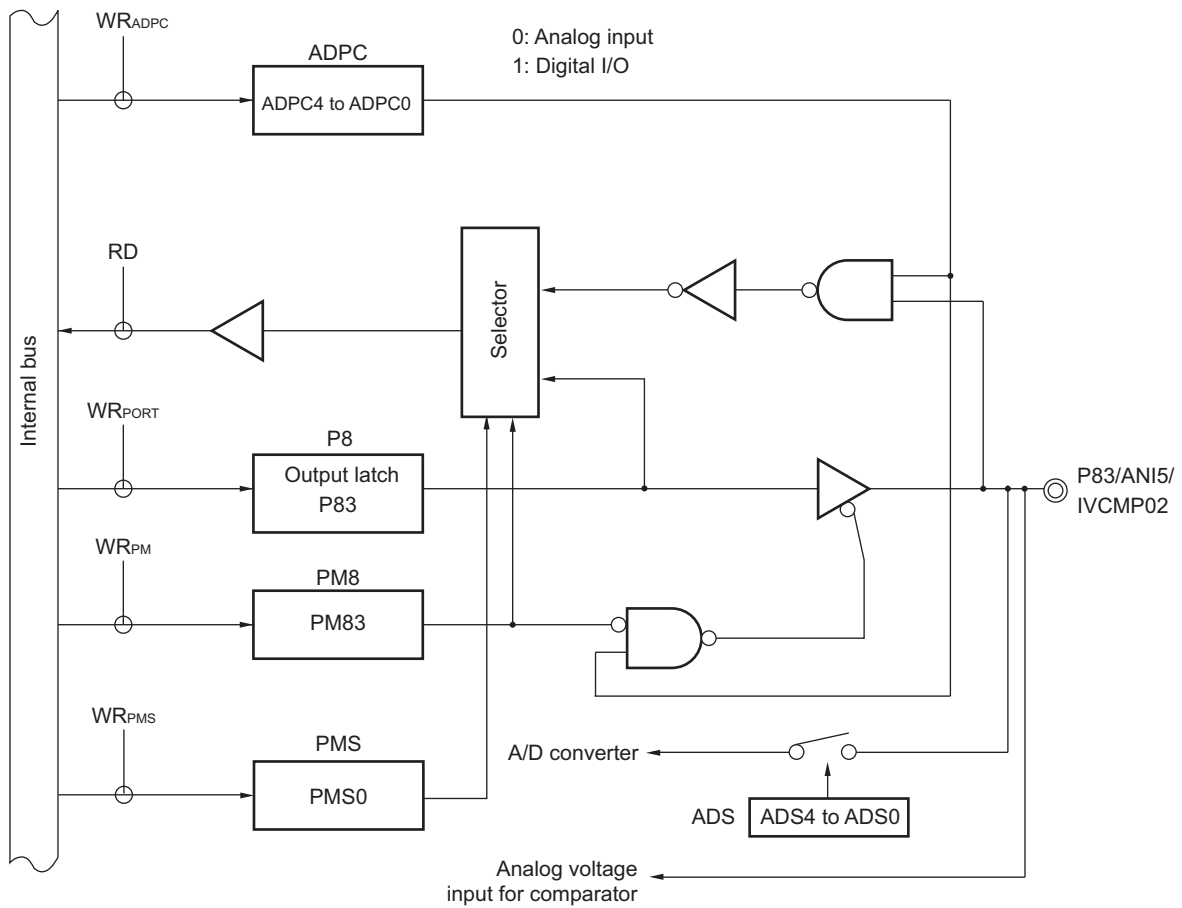 WRADPC
ADPC
ADPC4 to ADPC0
0: Analog input
1: Digital I/O
RD
Selector
Internal bus
WRPORT
P8
Output latch
P83
P83/ANI5/
IVCMP02
WRPM
PM8
PM83
WRPMS
PMS
PMS0
A/D converter
ADS
ADS4 to ADS0
Analog voltage
input for comparator